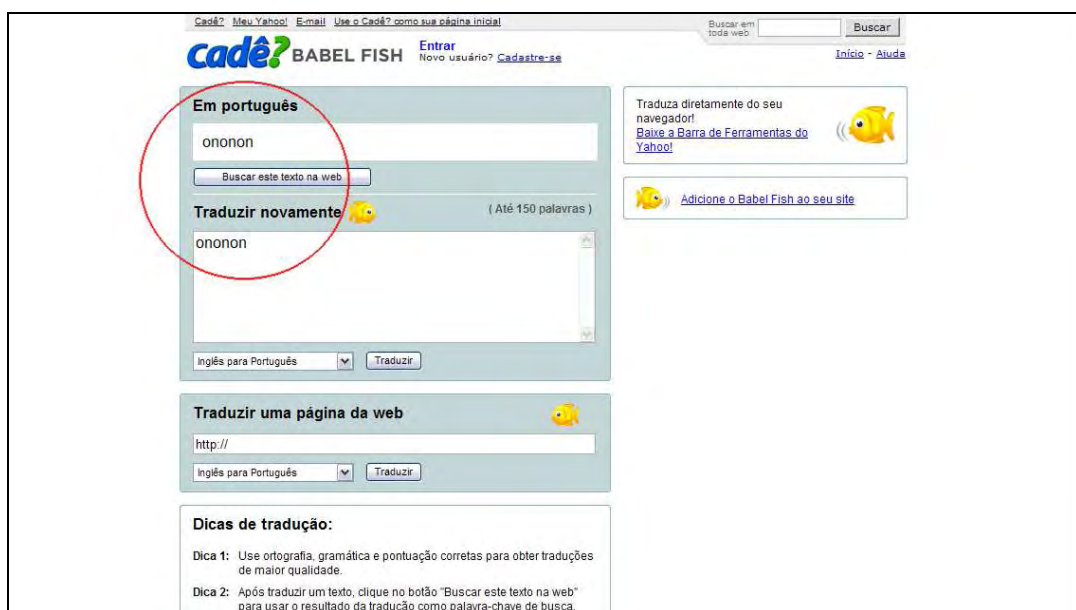 Cadê? Meu Yahoo! E-mail Use o Cadê? como sua página inicial
Buscar em toda web
Buscar
Cadê? BABEL FISH
Entrar
Novo usuário? Cadastre-se
Início - Ajuda
Em português
ononon
Buscar este texto na web
Traduzir novamente
( Até 150 palavras )
ononon
Inglês para Português
Traduzir
Traduzir uma página da web
http://
Inglês para Português
Traduzir
Dicas de tradução:
Dica 1: Use ortografia, gramática e pontuação corretas para obter traduções
de maior qualidade.
Dica 2: Após traduzir um texto, clique no botão "Buscar este texto na web"
para usar o resultado da tradução como palavra-chave de busca.
Traduza diretamente do seu
navegador!
Baixe a Barra de Ferramentas do
Yahoo!
Adicione o Babel Fish ao seu site